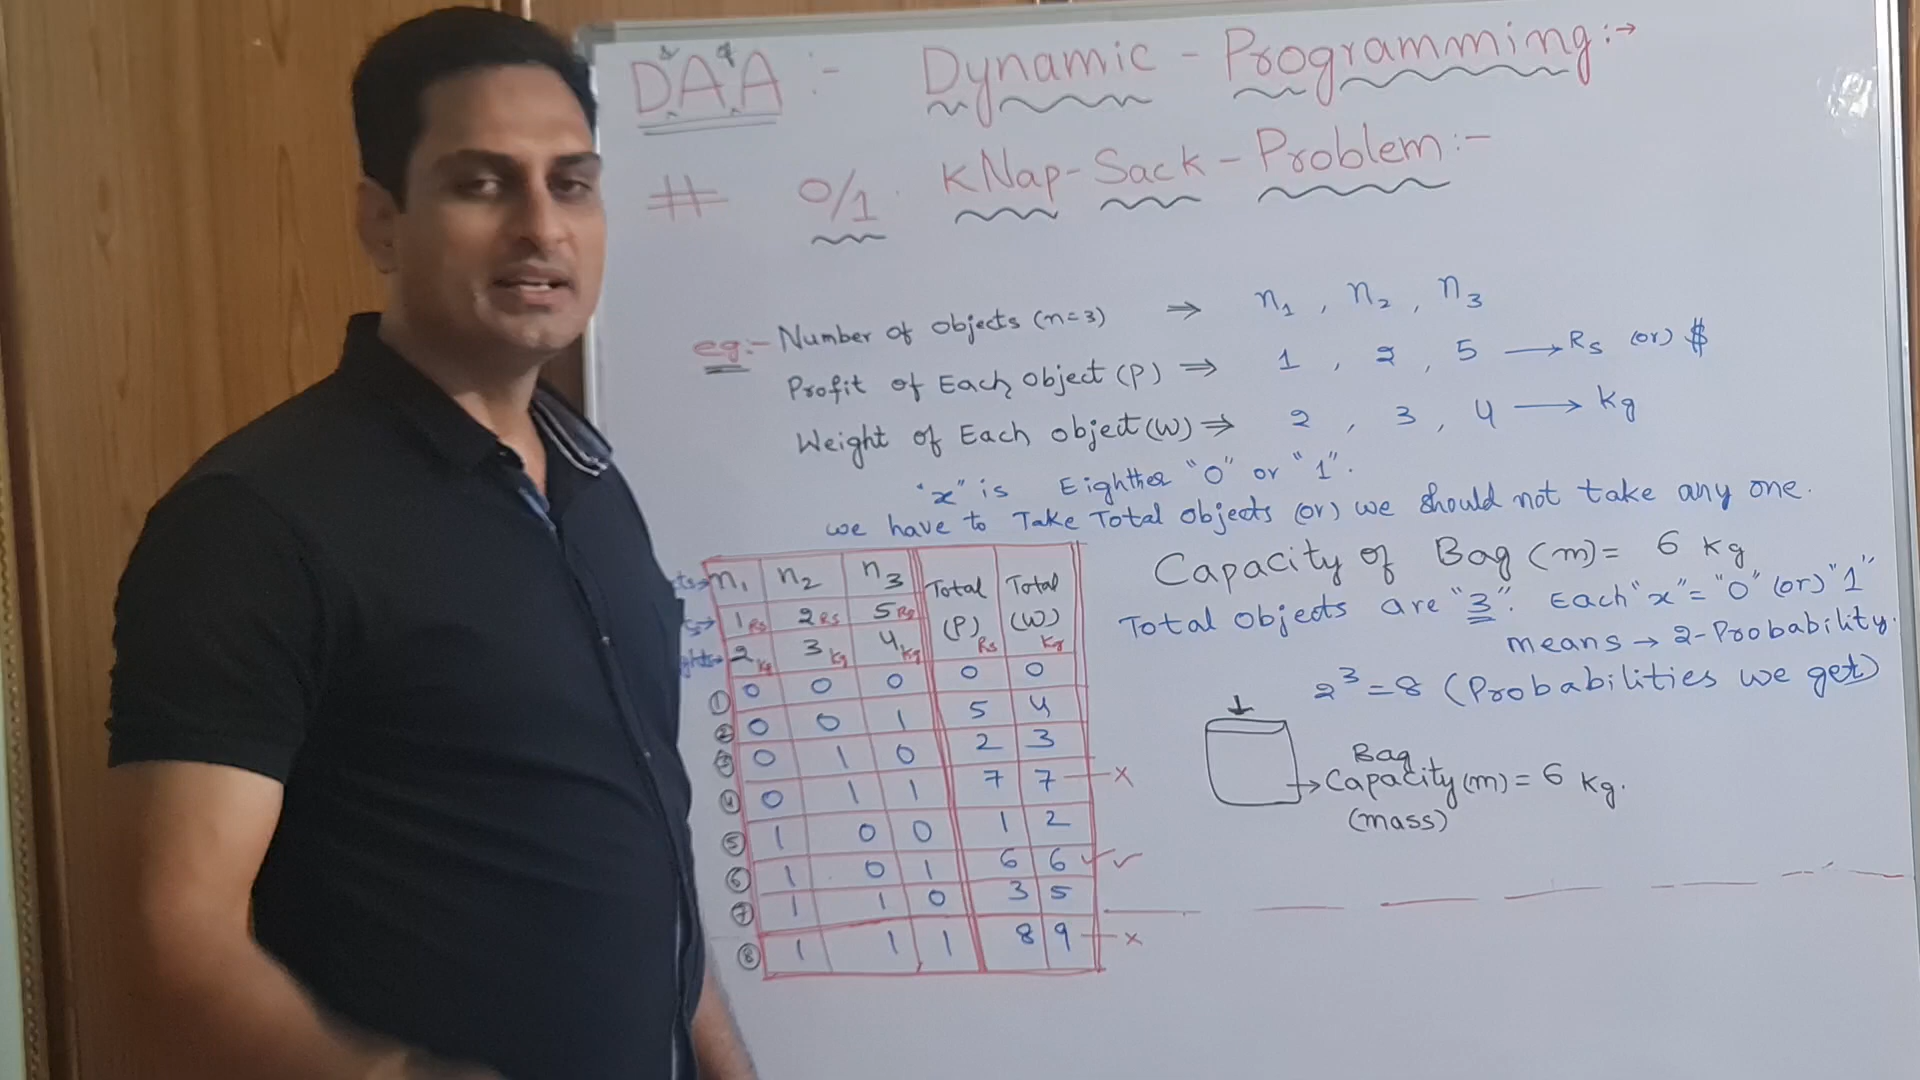 D&A of A :- Dynamic - Programming :→
# 0/1 kNap-Sack-Problem:-
eg:- Number of objects (n=3) ⇒ n1 , n2 , n3
Profit of Each object (P) ⇒ 1 , 2 , 5 → Rs (or) $
Weight of Each object (W) ⇒ 2 , 3 , 4 → kg
"x" is Eighther "0" or "1".
we have to Take Total objects (or) we should not take any one.
Capacity of Bag (m) = 6 kg
Total objects are "3". Each "x" = "0" (or) "1"
means → 2-Probability.
2³ = 8 (Probabilities we get)
n1 n2 n3 Total (P) Rs Total (W) kg
1 Rs 2 Rs 5 Rs
2 kg 3 kg 4 kg
① 0 0 0 0 0
② 0 0 1 5 4
③ 0 1 0 2 3
④ 0 1 1 7 7 — x
⑤ 1 0 0 1 2
⑥ 1 0 1 6 6 ✓✓
⑦ 1 1 0 3 5
⑧ 1 1 1 8 9 — x
Bag
→ Capacity (m) = 6 kg.
(mass)